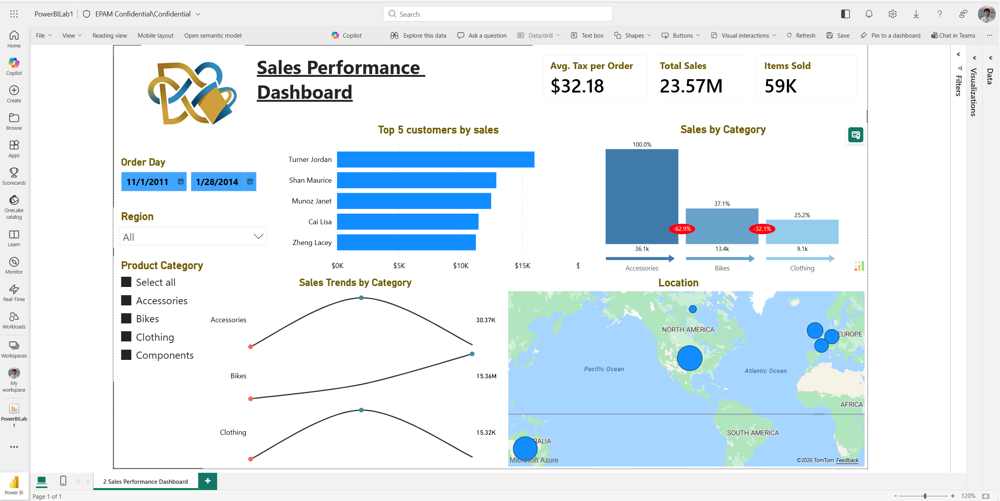 PowerBILab1
EPAM Confidential\Confidential
Search
File
View
Reading view
Mobile layout
Open semantic model
Copilot
Explore this data
Ask a question
Data/drill
Text box
Shapes
Buttons
Visual interactions
Refresh
Save
Pin to a dashboard
Chat in Teams
Home
Copilot
Create
Browse
Apps
Scorecards
OneLake
catalog
Learn
Monitor
Real-Time
Workloads
Workspaces
My
workspace
PowerBILab
1
Power BI
Sales Performance
Dashboard
Avg. Tax per Order
$32.18
Total Sales
23.57M
Items Sold
59K
Filters
Visualizations
Data
Order Day
11/1/2011
1/28/2014
Region
All
Product Category
Select all
Accessories
Bikes
Clothing
Components
Top 5 customers by sales
Turner Jordan
Shan Maurice
Munoz Janet
Cai Lisa
Zheng Lacey
$0K
$5K
$10K
$15K
$
Sales by Category
100.0%
37.1%
25.2%
-62.9%
-32.1%
36.1k
13.4k
9.1k
Accessories
Bikes
Clothing
Sales Trends by Category
Accessories
30.37K
Bikes
15.36M
Clothing
15.32K
Location
NORTH AMERICA
EUROPE
Pacific Ocean
Atlantic Ocean
AFRICA
SOUTH AMERICA
RALIA
Microsoft Azure
©2026 TomTom Feedback
2 Sales Performance Dashboard
Page 1 of 1
120%